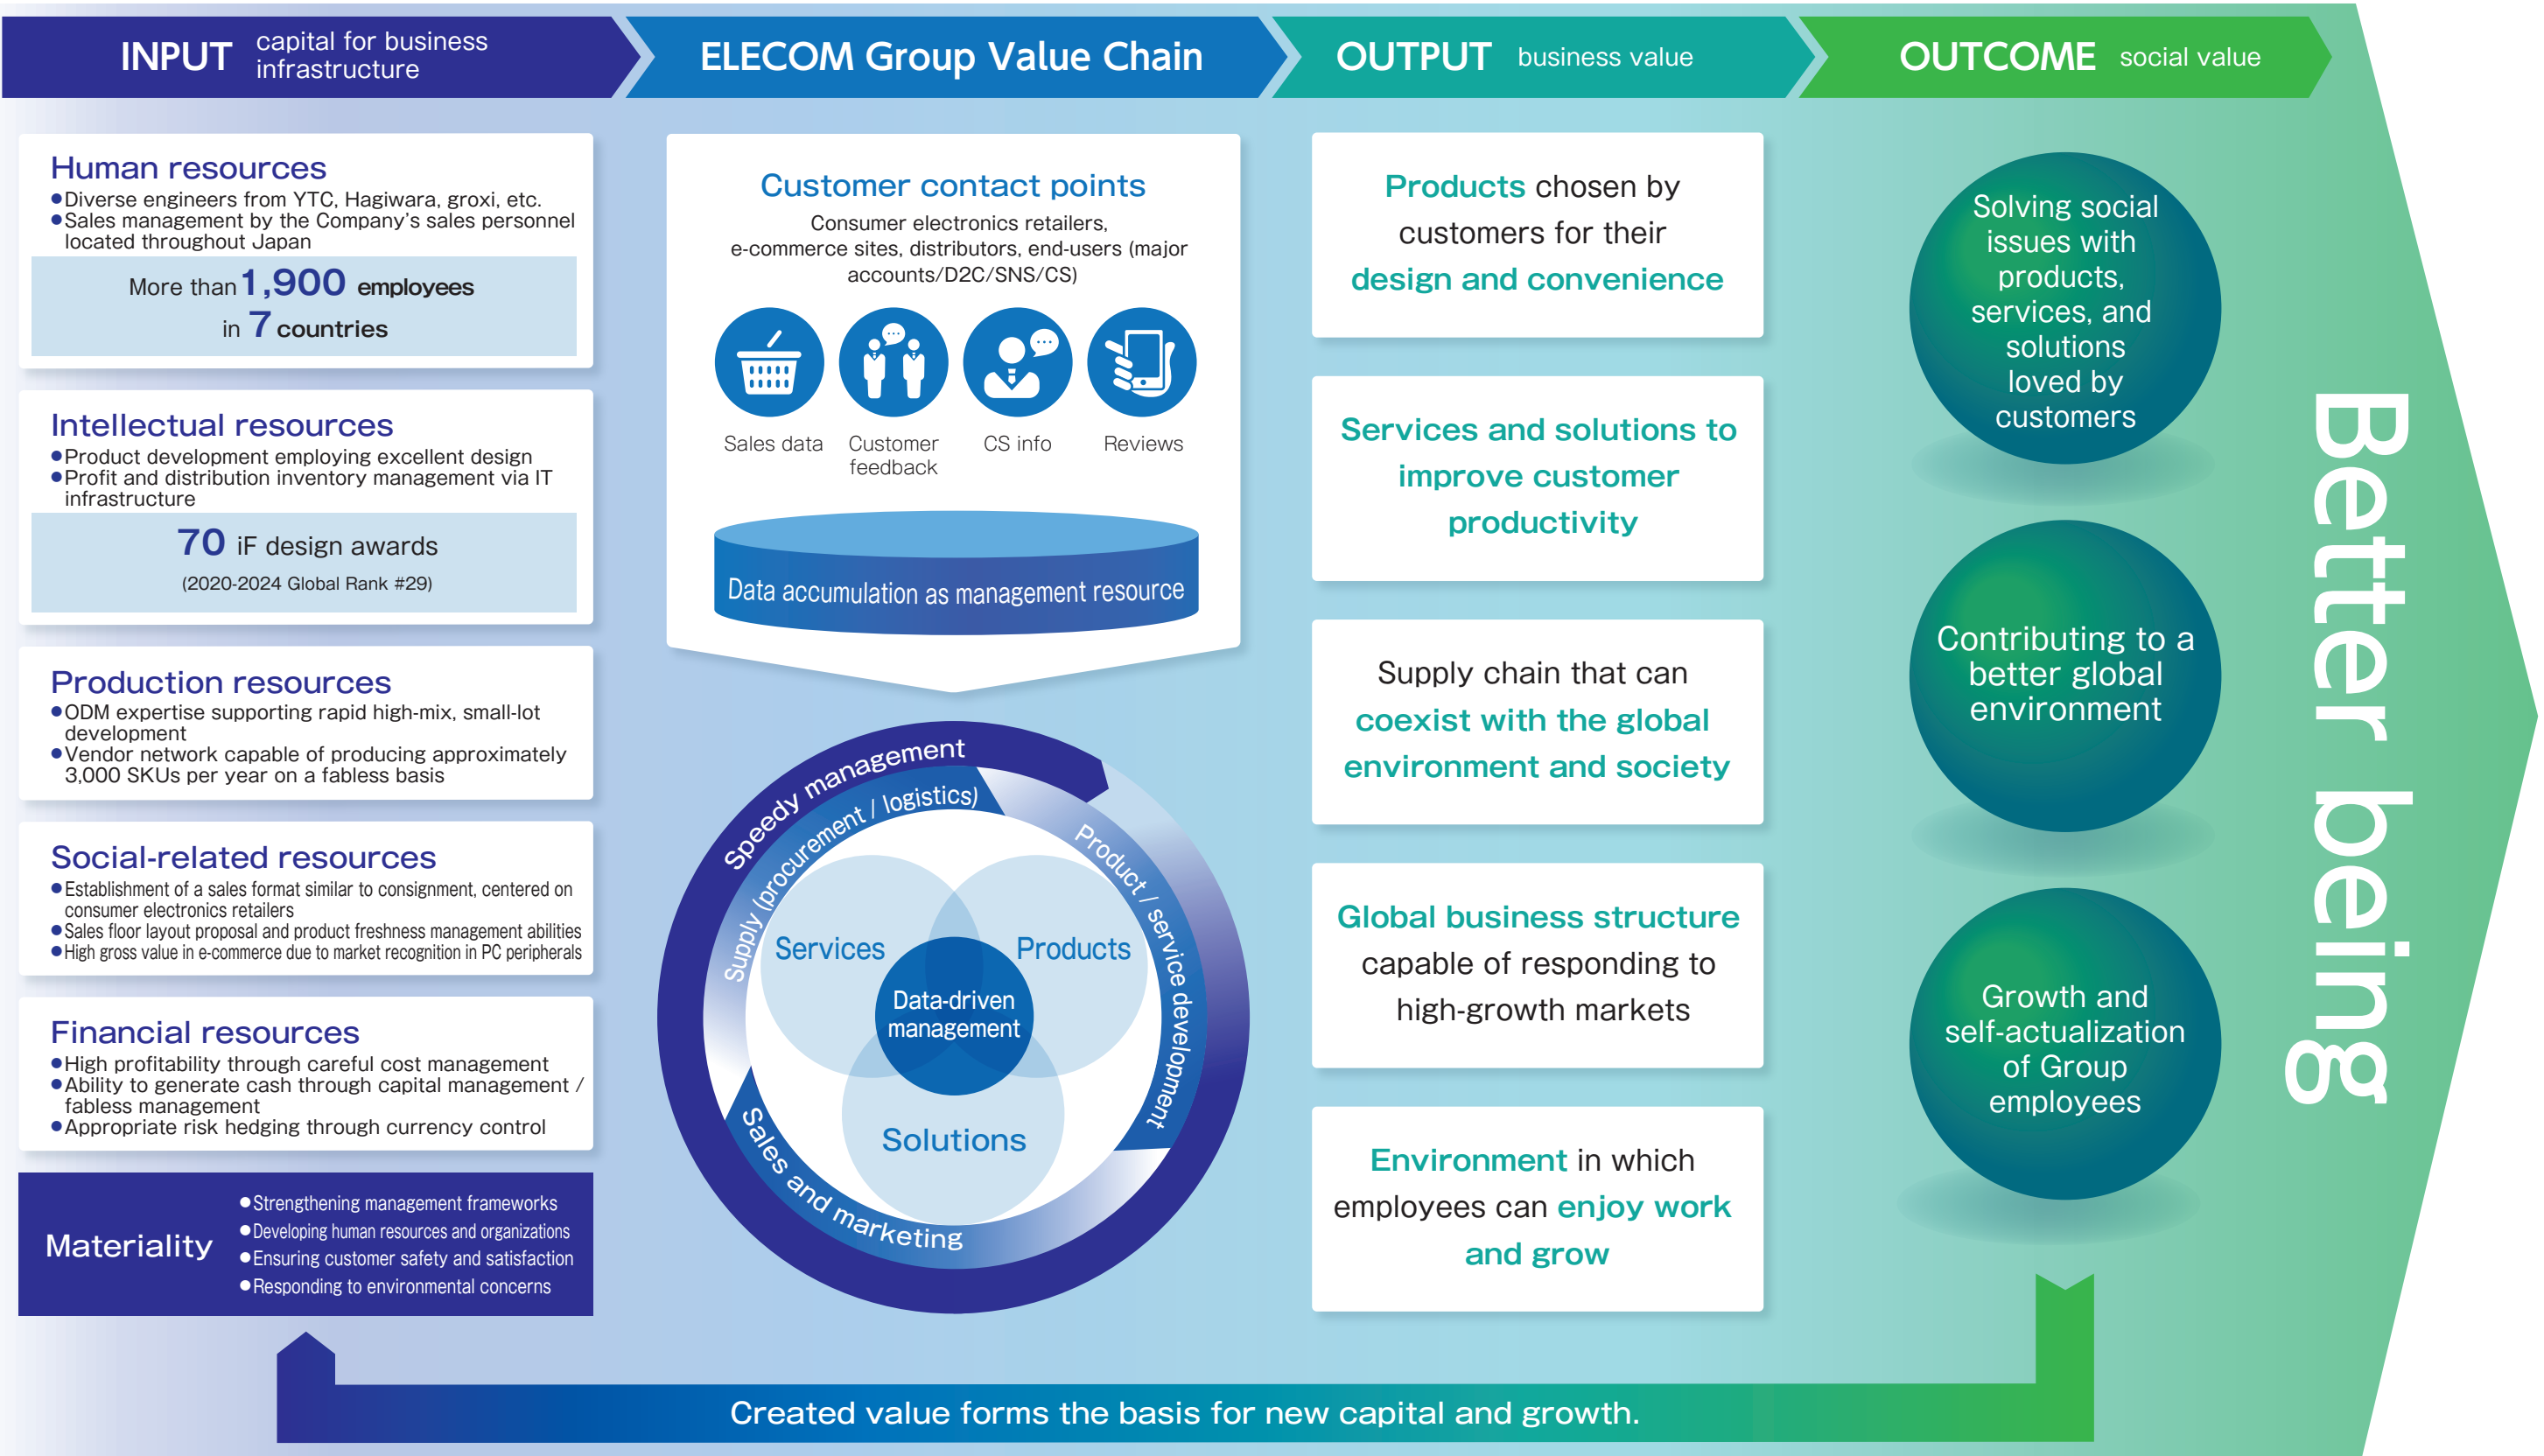 INPUT
capital for business
infrastructure
ELECOM Group Value Chain
OUTPUT business value
OUTCOME social value
Human resources
●Diverse engineers from YTC, Hagiwara, groxi, etc.
●Sales management by the Company's sales personnel
located throughout Japan
More than 1,900 employees
in 7 countries
Intellectual resources
●Product development employing excellent design
●Profit and distribution inventory management via IT
infrastructure
70 iF design awards
(2020-2024 Global Rank #29)
Production resources
●ODM expertise supporting rapid high-mix, small-lot
development
●Vendor network capable of producing approximately
3,000 SKUs per year on a fabless basis
Social-related resources
●Establishment of a sales format similar to consignment, centered on
consumer electronics retailers
●Sales floor layout proposal and product freshness management abilities
●High gross value in e-commerce due to market recognition in PC peripherals
Financial resources
●High profitability through careful cost management
●Ability to generate cash through capital management /
fabless management
●Appropriate risk hedging through currency control
Materiality
●Strengthening management frameworks
●Developing human resources and organizations
●Ensuring customer safety and satisfaction
●Responding to environmental concerns
Customer contact points
Consumer electronics retailers,
e-commerce sites, distributors, end-users (major
accounts/D2C/SNS/CS)
Sales data
Customer
feedback
CS info
Reviews
Data accumulation as management resource
Speedy management
Supply (procurement / logistics)
Product / service development
Sales and marketing
Services
Products
Data-driven
management
Solutions
Products chosen by
customers for their
design and convenience
Services and solutions to
improve customer
productivity
Supply chain that can
coexist with the global
environment and society
Global business structure
capable of responding to
high-growth markets
Environment in which
employees can enjoy work
and grow
Solving social
issues with
products,
services, and
solutions
loved by
customers
Contributing to a
better global
environment
Growth and
self-actualization
of Group
employees
Better being
Created value forms the basis for new capital and growth.